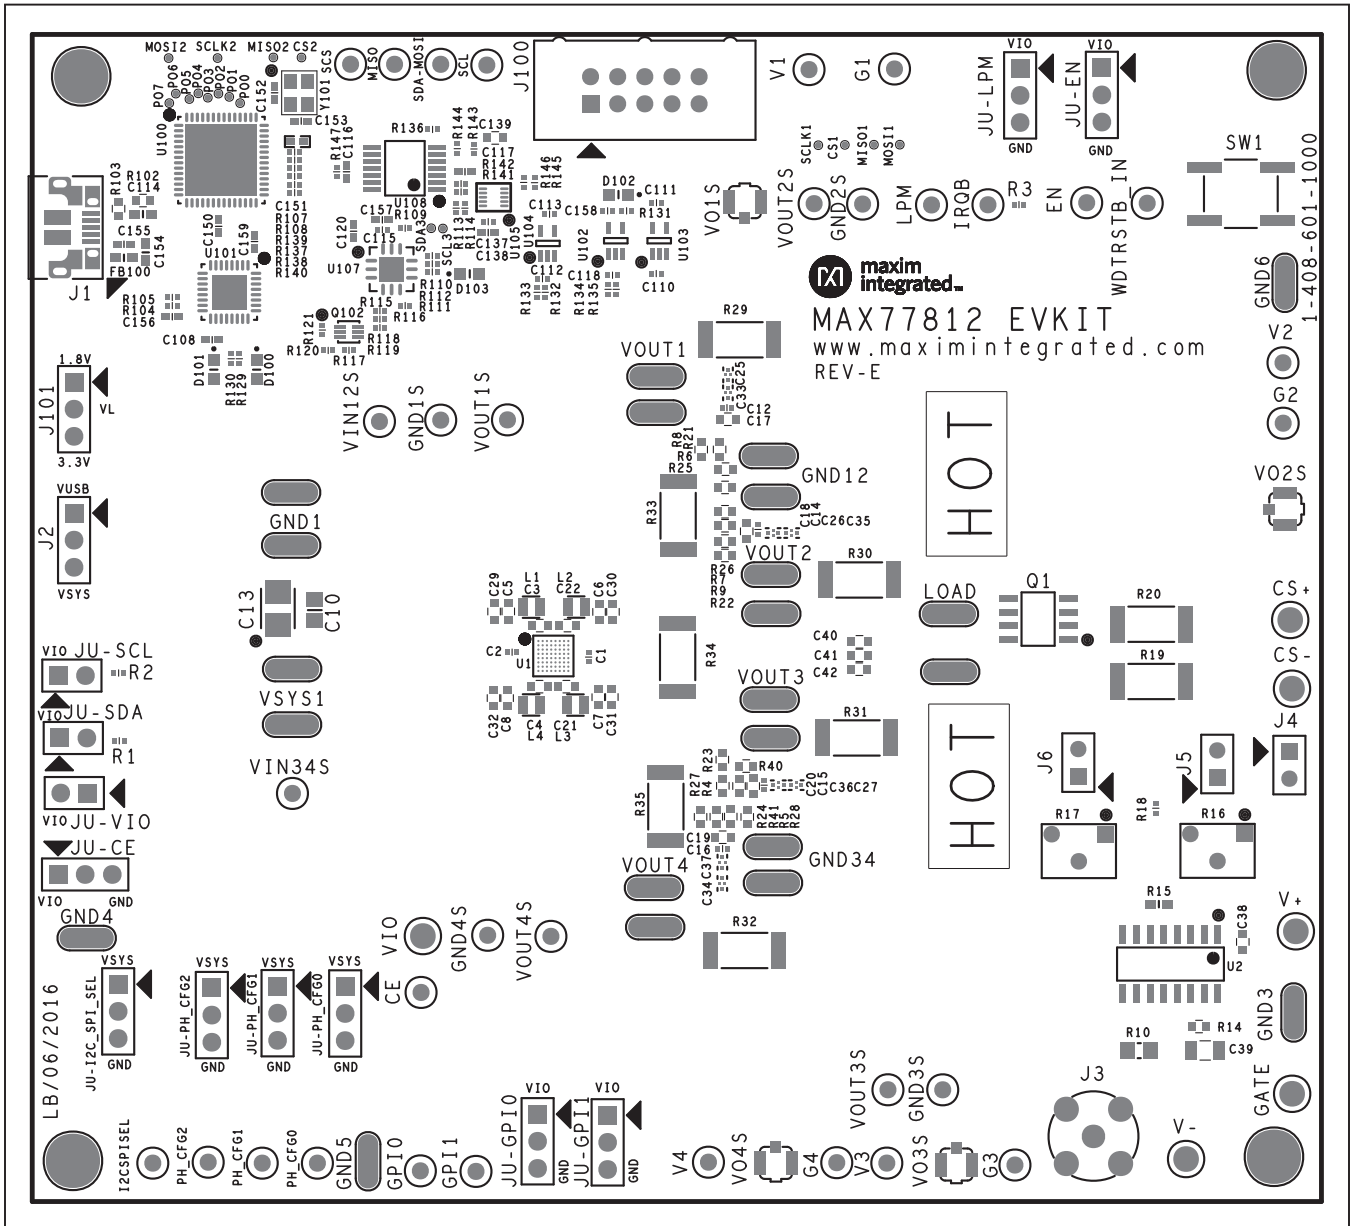 MOSI2
SCLK2
MISO2
CS2
SCS
MISO
SDA-MOSI
SCL
J100
V1
G1
VIO
VIO
JU-LPM
JU-EN
GND
GND
PO7
PO6
PO5
PO4
PO3
PO2
PO1
PO0
C152
Y101
U100
C153
R147
C116
R136
R144
R143
C139
C117
R142
R141
R146
R145
SCLK1
CS1
MISO1
MOSI1
SW1
1-408-601-1000
R103
R102
C114
C151
R107
R108
R139
R137
R138
R140
C150
C159
U101
C155
C154
FB100
J1
R105
R104
C156
C108
D101
R130
R129
D100
C120
C157
C115
U107
U108
R109
SDA3
SCL3
R113
R114
C137
C138
U105
U104
C113
C158
D102
C111
R131
U102
U103
C112
C118
C110
R133
R132
R134
R135
R110
R112
R111
D103
R115
R116
R118
R119
Q102
R121
R120
R117
VO1S
VOUT2S
GND2S
LPM
IRQB
R3
EN
WDTRSTB_IN
GND6
maxim
integrated™
MAX77812 EVKIT
www.maximintegrated.com
REV-E
V2
G2
VO2S
1.8V
J101
VL
3.3V
VUSB
J2
VSYS
VIN12S
GND1S
VOUT1S
VOUT1
R29
C25
C33
C12
C17
R8
R21
R6
R25
GND12
R33
C18
C14
C26
C35
VOUT2
R26
R7
R9
R22
R30
HOT
LOAD
Q1
R20
R19
CS+
CS-
GND1
C13
C10
VSYS1
VIN34S
C29
C5
L1
C3
L2
C22
C6
C30
C2
U1
C1
C32
C8
C4
L4
C21
L3
C7
C31
R34
C40
C41
C42
VOUT3
R31
VIO
JU-SCL
R2
VIO
JU-SDA
R1
VIO
JU-VIO
JU-CE
VIO
GND
GND4
R23
R40
R27
R4
C20
C15
C36
C27
R35
R24
R41
R5
R28
C19
C16
C37
C34
VOUT4
GND34
R32
HOT
J6
J5
J4
R17
R18
R16
R15
C38
U2
V+
GND3
R10
R14
C39
GATE
VIO
GND4S
VOUT4S
CE
VSYS
VSYS
VSYS
VSYS
JU-I2C_SPI_SEL
JU-PH_CFG2
JU-PH_CFG1
JU-PH_CFG0
GND
GND
GND
GND
LB/06/2016
I2CSPISEL
PH_CFG2
PH_CFG1
PH_CFG0
GND5
GPI0
GPI1
VIO
VIO
JU-GPI0
JU-GPI1
GND
GND
V4
VO4S
G4
V3
VO3S
G3
VOUT3S
GND3S
J3
V-